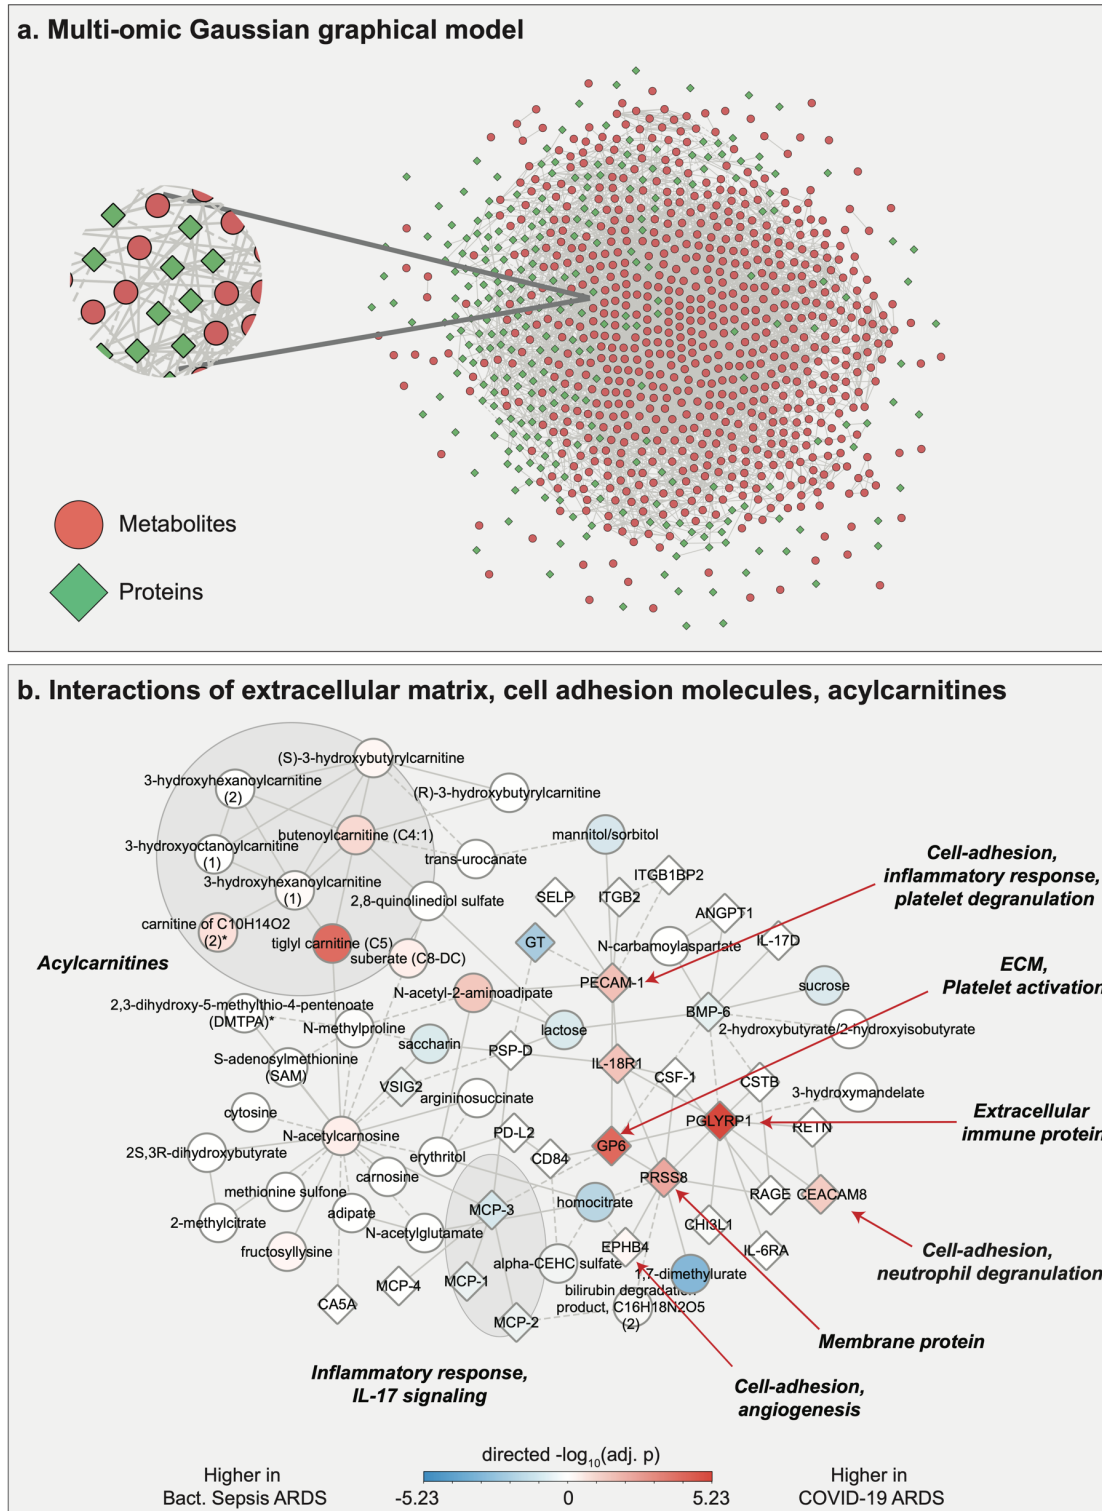 a. Multi-omic Gaussian graphical model
Metabolites
Proteins
b. Interactions of extracellular matrix, cell adhesion molecules, acylcarnitines
(S)-3-hydroxybutyrylcarnitine
3-hydroxyhexanoylcarnitine
(2)
(R)-3-hydroxybutyrylcarnitine
butenoylcarnitine (C4:1)
mannitol/sorbitol
3-hydroxyoctanoylcarnitine
(1)
trans-urocanate
Cell-adhesion,
inflammatory response,
platelet degranulation
ITGB1BP2
3-hydroxyhexanoylcarnitine
(1)
2,8-quinolinediol sulfate
SELP
ITGB2
ANGPT1
carnitine of C10H14O2
(2)*
tiglyl carnitine (C5)
suberate (C8-DC)
GT
N-carbamoylaspartate
IL-17D
Acylcarnitines
ECM,
Platelet activation
N-acetyl-2-aminoadipate
PECAM-1
sucrose
2,3-dihydroxy-5-methylthio-4-pentenoate
(DMTPA)*
N-methylproline
saccharin
lactose
BMP-6
2-hydroxybutyrate/2-hydroxyisobutyrate
S-adenosylmethionine
(SAM)
PSP-D
IL-18R1
CSF-1
CSTB
VSIG2
argininosuccinate
3-hydroxymandelate
cytosine
N-acetylcarnosine
PD-L2
PGLYRP1
RETN
Extracellular
immune protein
2S,3R-dihydroxybutyrate
erythritol
CD84
GP6
carnosine
PRSS8
methionine sulfone
RAGE
CEACAM8
2-methylcitrate
adipate
MCP-3
homocitrate
N-acetylglutamate
CHI3L1
fructosyllysine
EPHB4
IL-6RA
Cell-adhesion,
neutrophil degranulation
alpha-CEHC sulfate
1,7-dimethylurate
MCP-4
MCP-1
bilirubin degradation
product, C16H18N2O5
(2)
CA5A
MCP-2
Membrane protein
Inflammatory response,
IL-17 signaling
Cell-adhesion,
angiogenesis
directed -log10(adj. p)
Higher in
Bact. Sepsis ARDS
-5.23
0
5.23
Higher in
COVID-19 ARDS